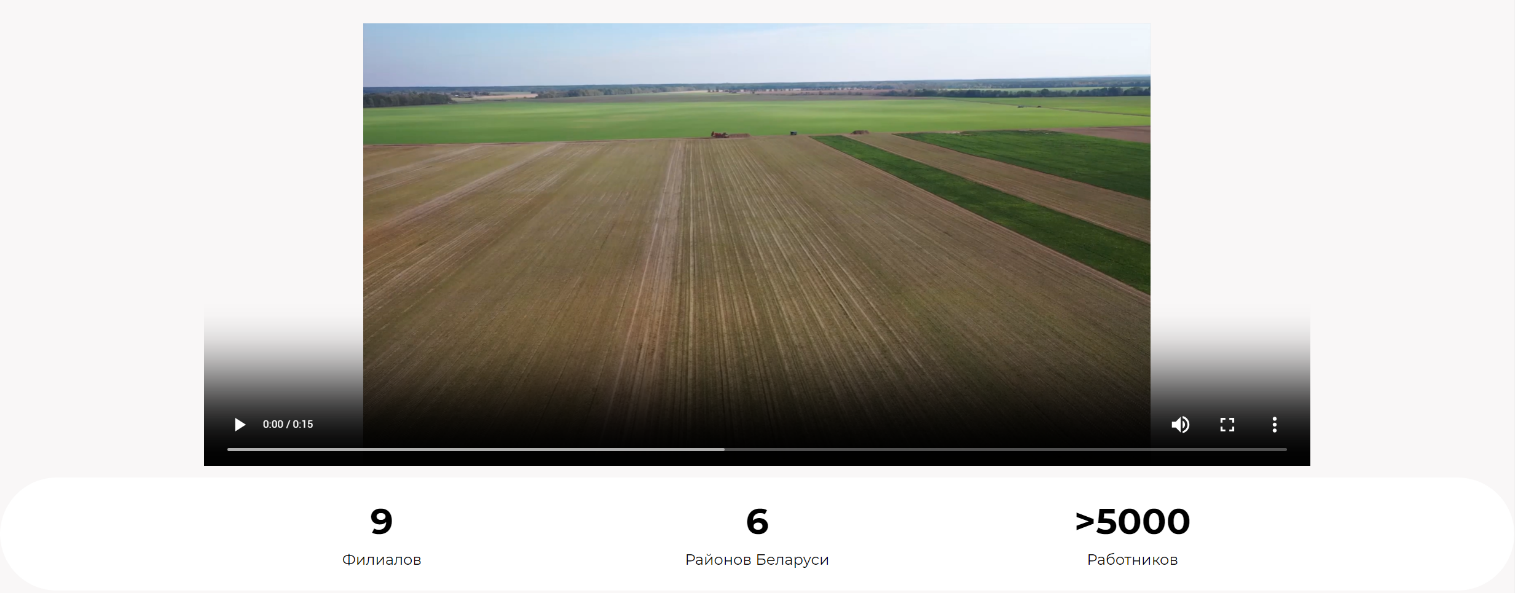 0:00 / 0:15
9
6
>5000
Филиалов
Районов Беларуси
Работников